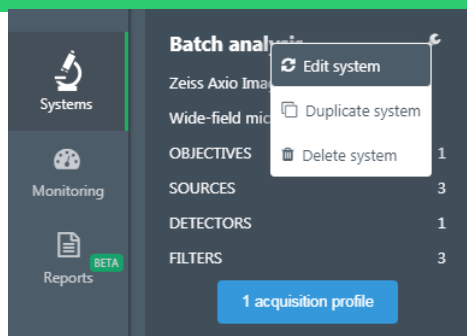 Batch analysis
Edit system
Zeiss Axio Ima
Systems
Duplicate system
Wide-field mic
Delete system
OBJECTIVES 1
Monitoring
SOURCES 3
DETECTORS 1
BETA
FILTERS 3
Reports
1 acquisition profile